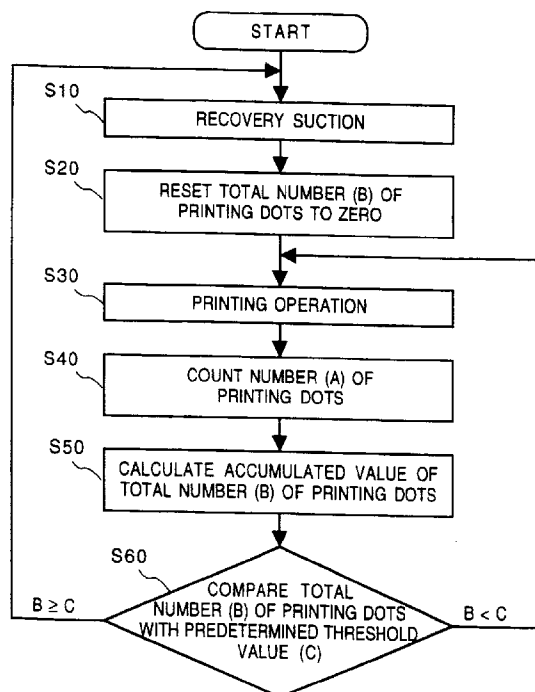 START
S10
RECOVERY SUCTION
S20
RESET TOTAL NUMBER (B) OF
PRINTING DOTS TO ZERO
S30
PRINTING OPERATION
S40
COUNT NUMBER (A) OF
PRINTING DOTS
S50
CALCULATE ACCUMULATED VALUE OF
TOTAL NUMBER (B) OF PRINTING DOTS
S60
B ≥ C
COMPARE TOTAL
NUMBER (B) OF PRINTING DOTS
WITH PREDETERMINED THRESHOLD
VALUE (C)
B < C